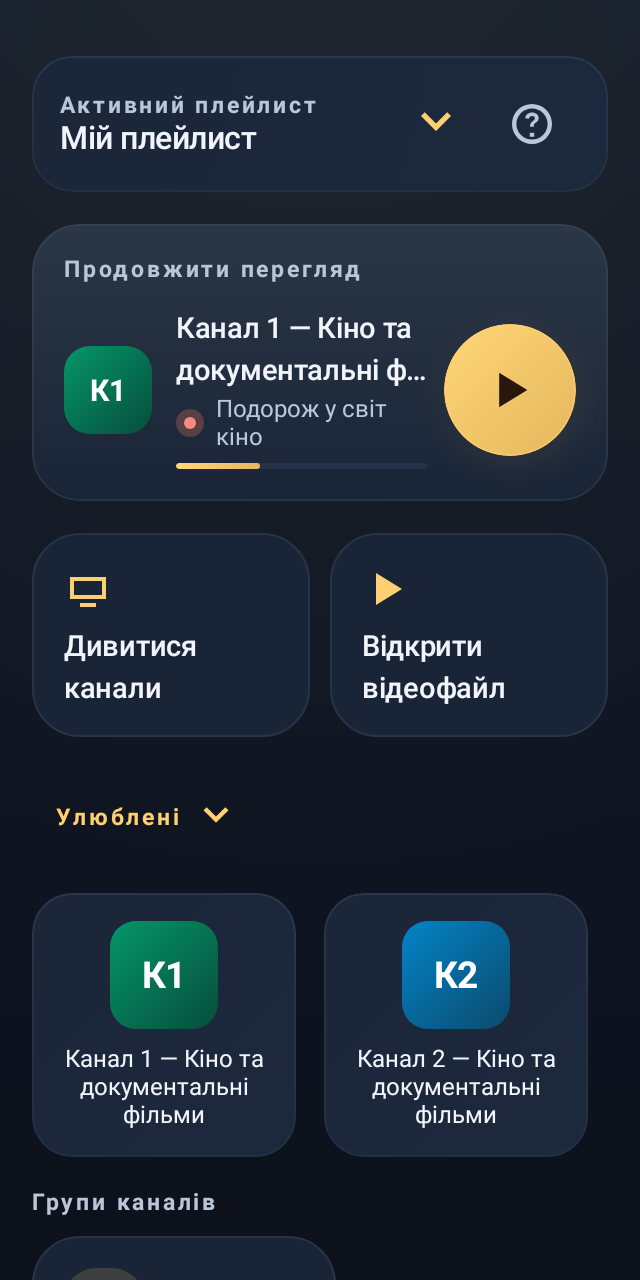 Активний плейлист
Мій плейлист
Продовжити перегляд
К1
Канал 1 — Кіно та
документальні ф…
Подорож у світ
кіно
Дивитися
канали
Відкрити
відеофайл
Улюблені
К1
Канал 1 — Кіно та
документальні
фільми
К2
Канал 2 — Кіно та
документальні
фільми
Групи каналів